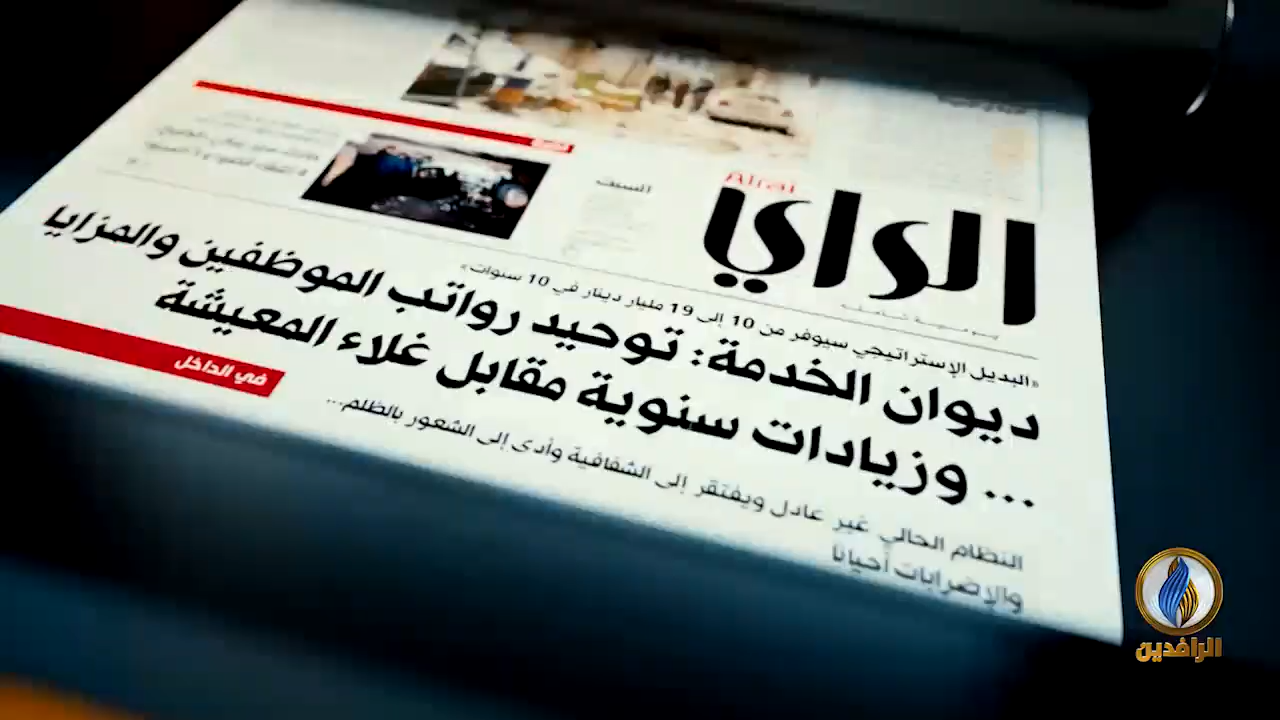 Alrai
الراي
السبت
«البديل الإستراتيجي سيوفر من 10 إلى 19 مليار دينار في 10 سنوات»
ديوان الخدمة: توحيد رواتب الموظفين والمزايا
... وزيادات سنوية مقابل غلاء المعيشة
في الداخل
النظام الحالي غير عادل ويفتقر إلى الشفافية وأدى إلى الشعور بالظلم...
والإضرابات أحيانا
الرافدين